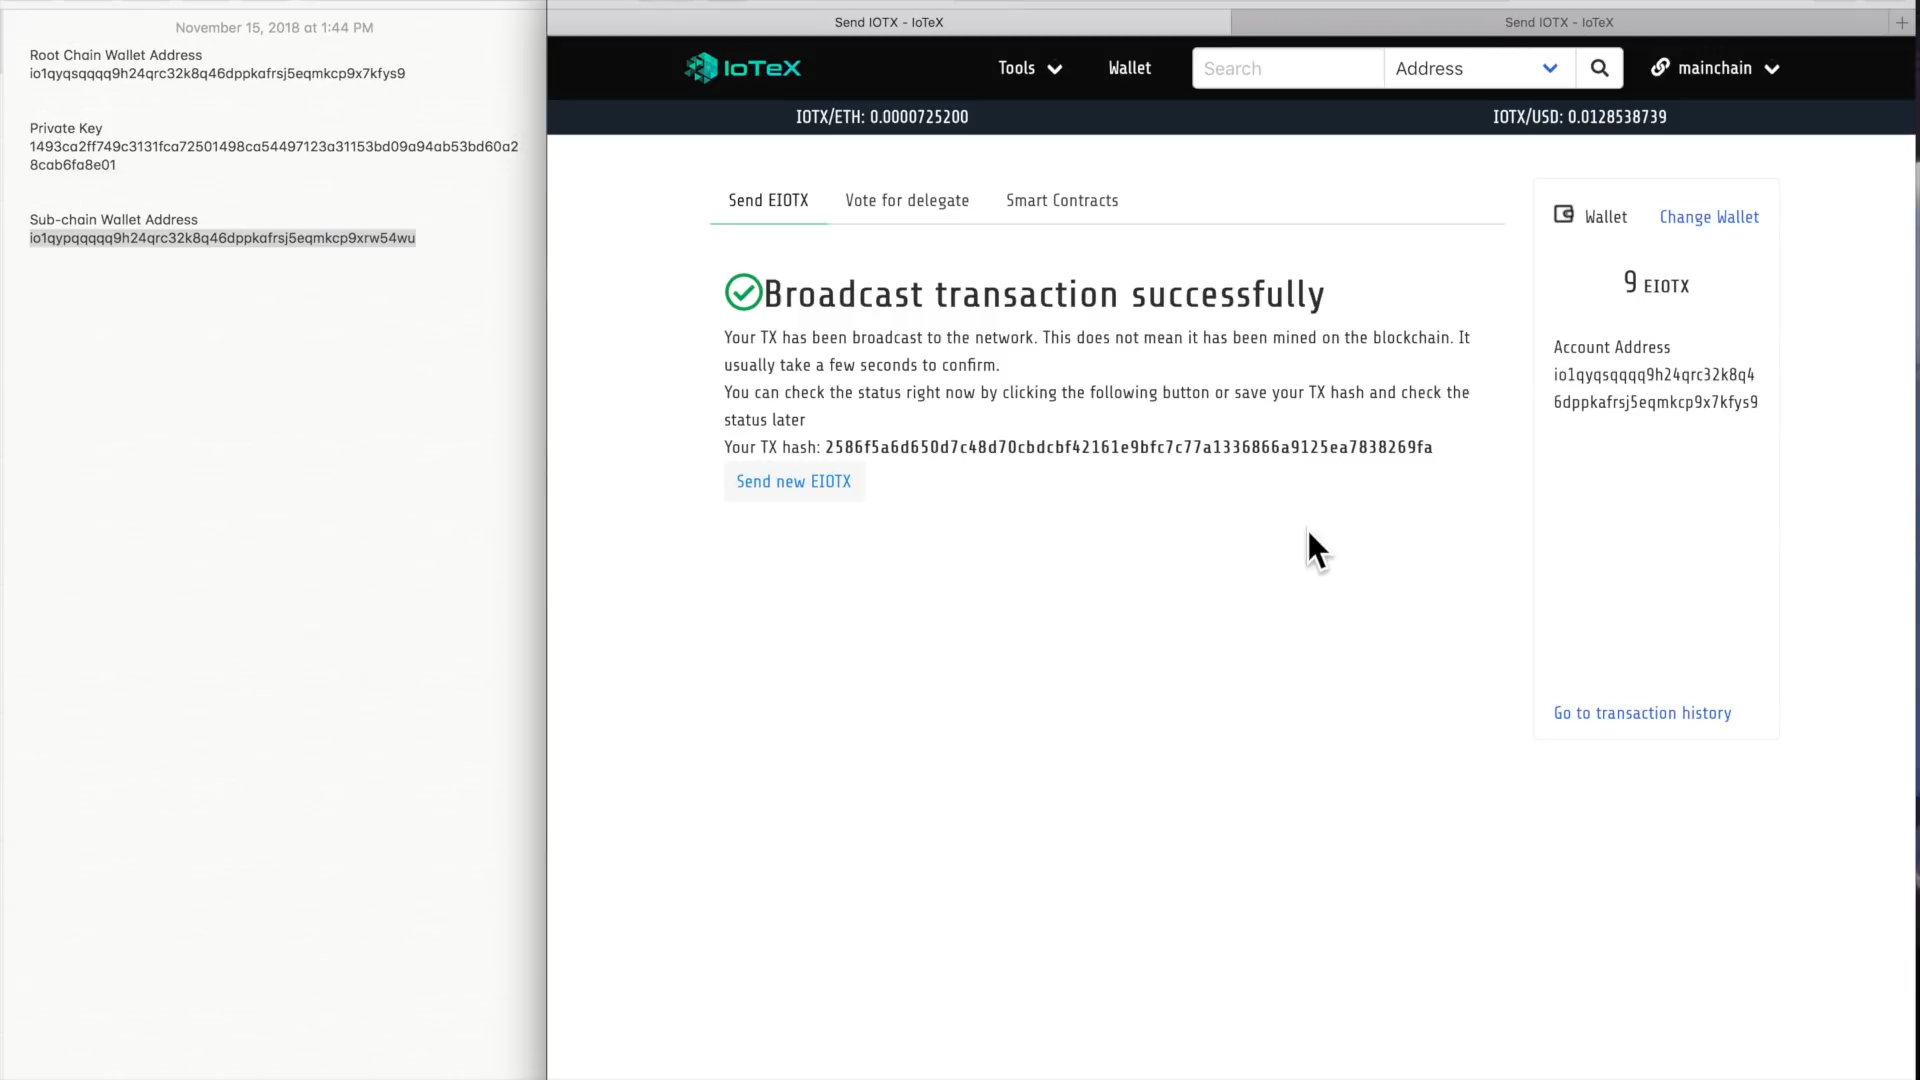 November 15, 2018 at 1:44 PM
Root Chain Wallet Address
io1qyqsqqqq9h24qrc32k8q46dppkafrsj5eqmkcp9x7kfys9
Private Key
1493ca2ff749c3131fca72501498ca54497123a31153bd09a94ab53bd60a2
8cab6fa8e01
Sub-chain Wallet Address
io1qypqqqqq9h24qrc32k8q46dppkafrsj5eqmkcp9xrw54wu
Send IOTX - IoTeX
Send IOTX - IoTeX
IoTeX
Tools
Wallet
Search
Address
mainchain
IOTX/ETH: 0.0000725200
IOTX/USD: 0.0128538739
Send EIOTX
Vote for delegate
Smart Contracts
Broadcast transaction successfully
Your TX has been broadcast to the network. This does not mean it has been mined on the blockchain. It
usually take a few seconds to confirm.
You can check the status right now by clicking the following button or save your TX hash and check the
status later
Your TX hash: 2586f5a6d650d7c48d70cbdcbf42161e9bfc7c77a1336866a9125ea7838269fa
Send new EIOTX
Wallet
Change Wallet
9 EIOTX
Account Address
io1qyqsqqqq9h24qrc32k8q4
6dppkafrsj5eqmkcp9x7kfys9
Go to transaction history